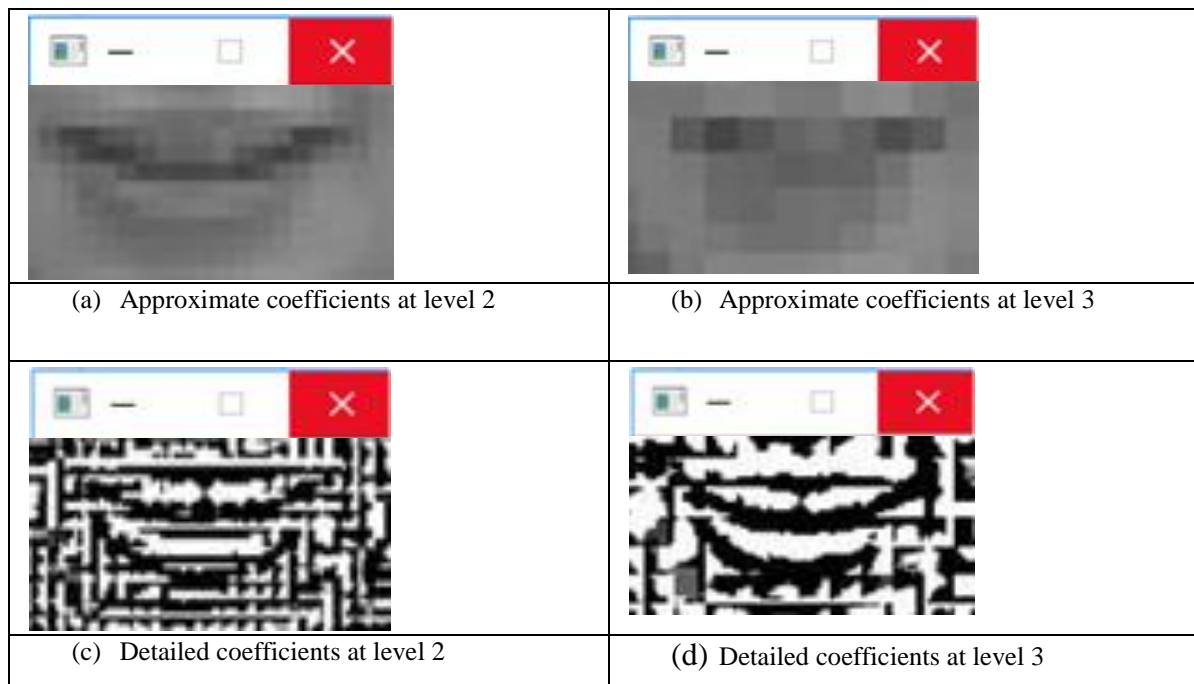 (a) Approximate coefficients at level 2
(b) Approximate coefficients at level 3
(c) Detailed coefficients at level 2
(d) Detailed coefficients at level 3